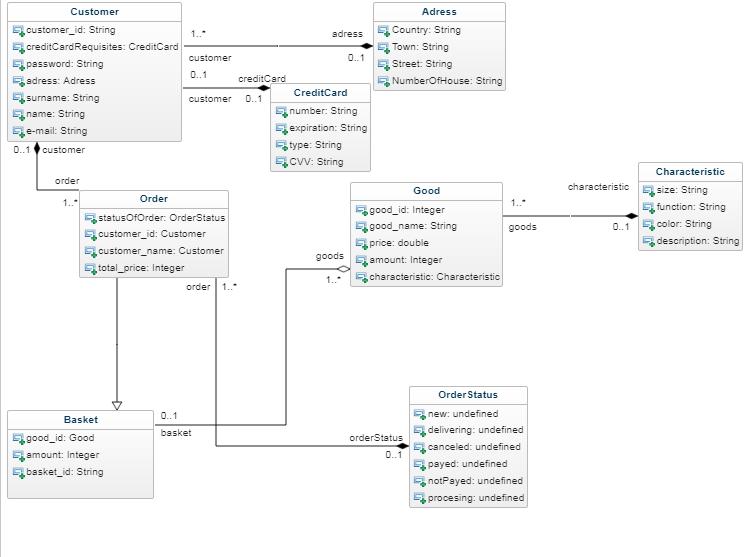 Customer
customer_id: String
creditCardRequisites: CreditCard
password: String
adress: Adress
surname: String
name: String
e-mail: String
1..*
adress
customer
0..1
Adress
Country: String
Town: String
Street: String
NumberOfHouse: String
0..1
creditCard
customer
0..1
CreditCard
number: String
expiration: String
type: String
CVV: String
0..1
customer
order
1..*
Order
statusOfOrder: OrderStatus
customer_id: Customer
customer_name: Customer
total_price: Integer
order
1..*
Good
good_id: Integer
good_name: String
price: double
amount: Integer
characteristic: Characteristic
goods
1..*
characteristic
1..*
goods
0..1
Characteristic
size: String
function: String
color: String
description: String
Basket
good_id: Good
amount: Integer
basket_id: String
0..1
basket
orderStatus
0..1
OrderStatus
new: undefined
delivering: undefined
canceled: undefined
payed: undefined
notPayed: undefined
procesing: undefined